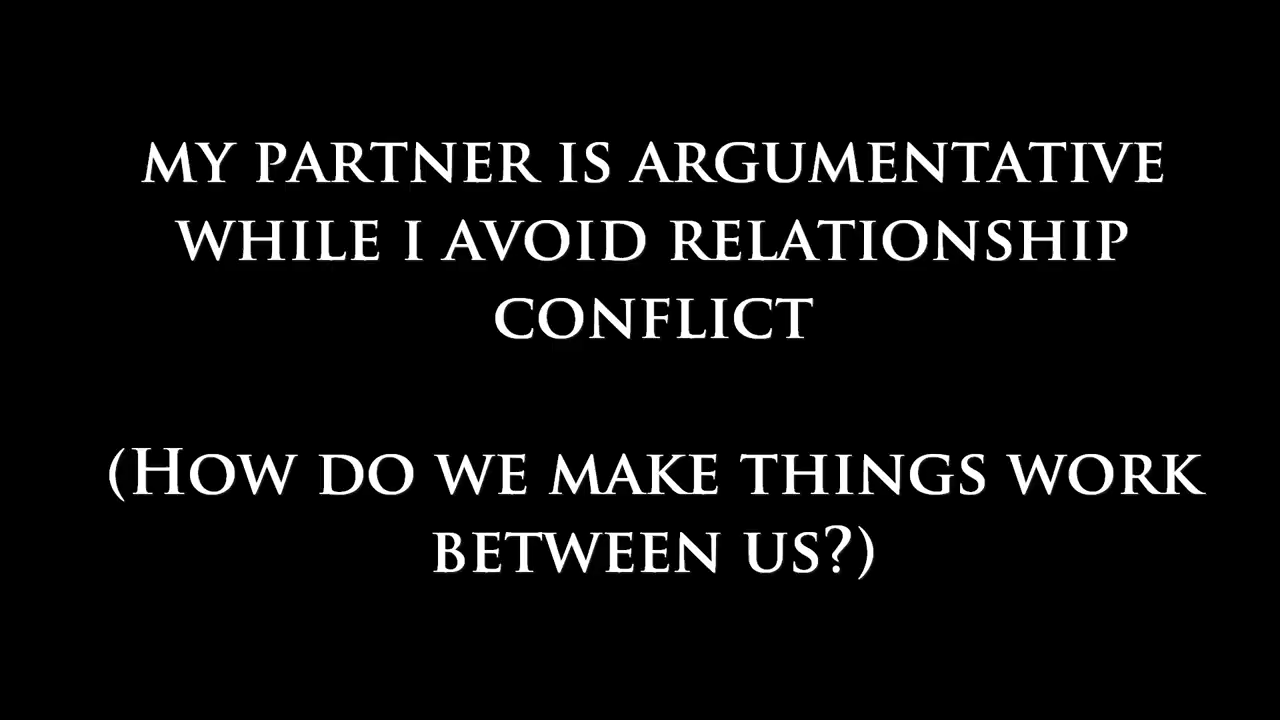 MY PARTNER IS ARGUMENTATIVE
WHILE I AVOID RELATIONSHIP
CONFLICT
(HOW DO WE MAKE THINGS WORK
BETWEEN US?)